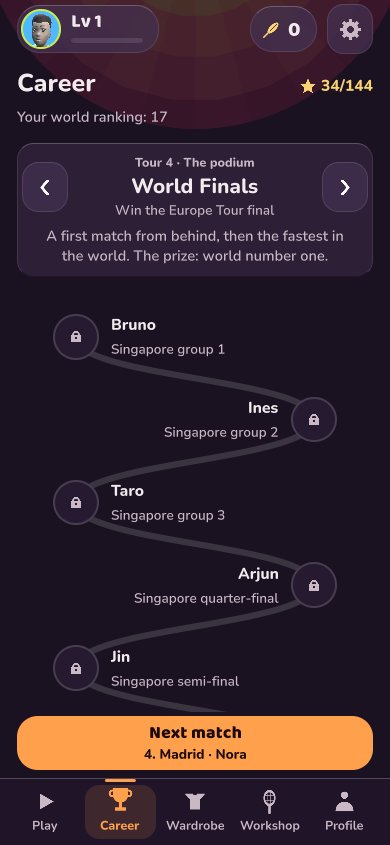 Lv 1
0
Career
34/144
Your world ranking: 17
Tour 4 · The podium
World Finals
Win the Europe Tour final
A first match from behind, then the fastest in
the world. The prize: world number one.
Bruno
Singapore group 1
Ines
Singapore group 2
Taro
Singapore group 3
Arjun
Singapore quarter-final
Jin
Singapore semi-final
Next match
4. Madrid · Nora
Play
Career
Wardrobe
Workshop
Profile